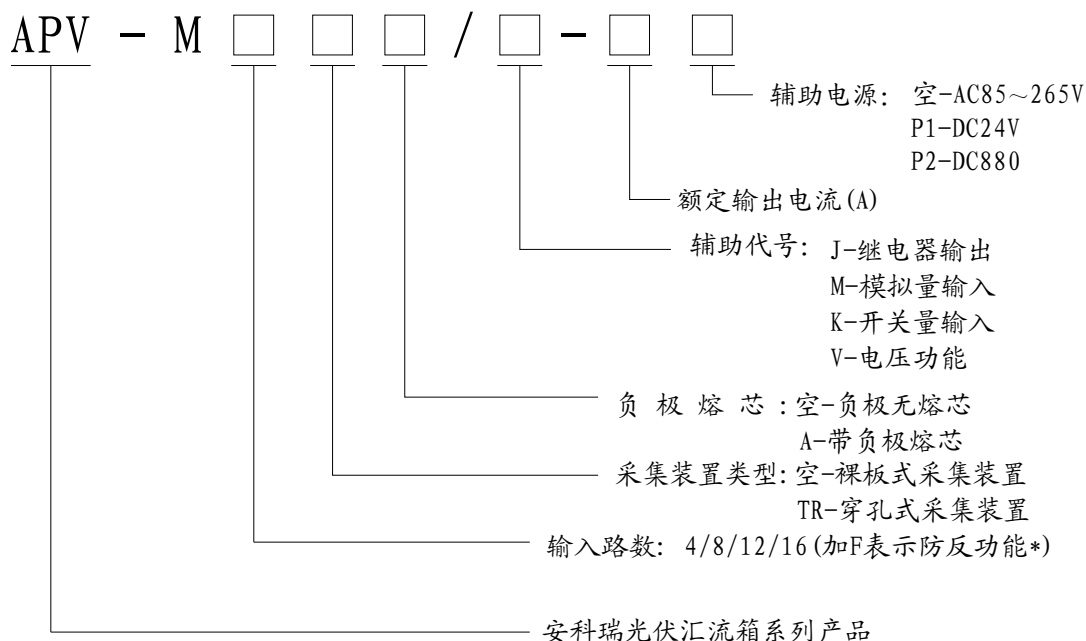 APV-M□□□/□-□□
辅助电源: 空-AC85~265V
P1-DC24V
P2-DC880
额定输出电流(A)
辅助代号: J-继电器输出
M-模拟量输入
K-开关量输入
V-电压功能
负极熔芯:空-负极无熔芯
A-带负极熔芯
采集装置类型:空-裸板式采集装置
TR-穿孔式采集装置
输入路数: 4/8/12/16(加F表示防反功能*)
安科瑞光伏汇流箱系列产品